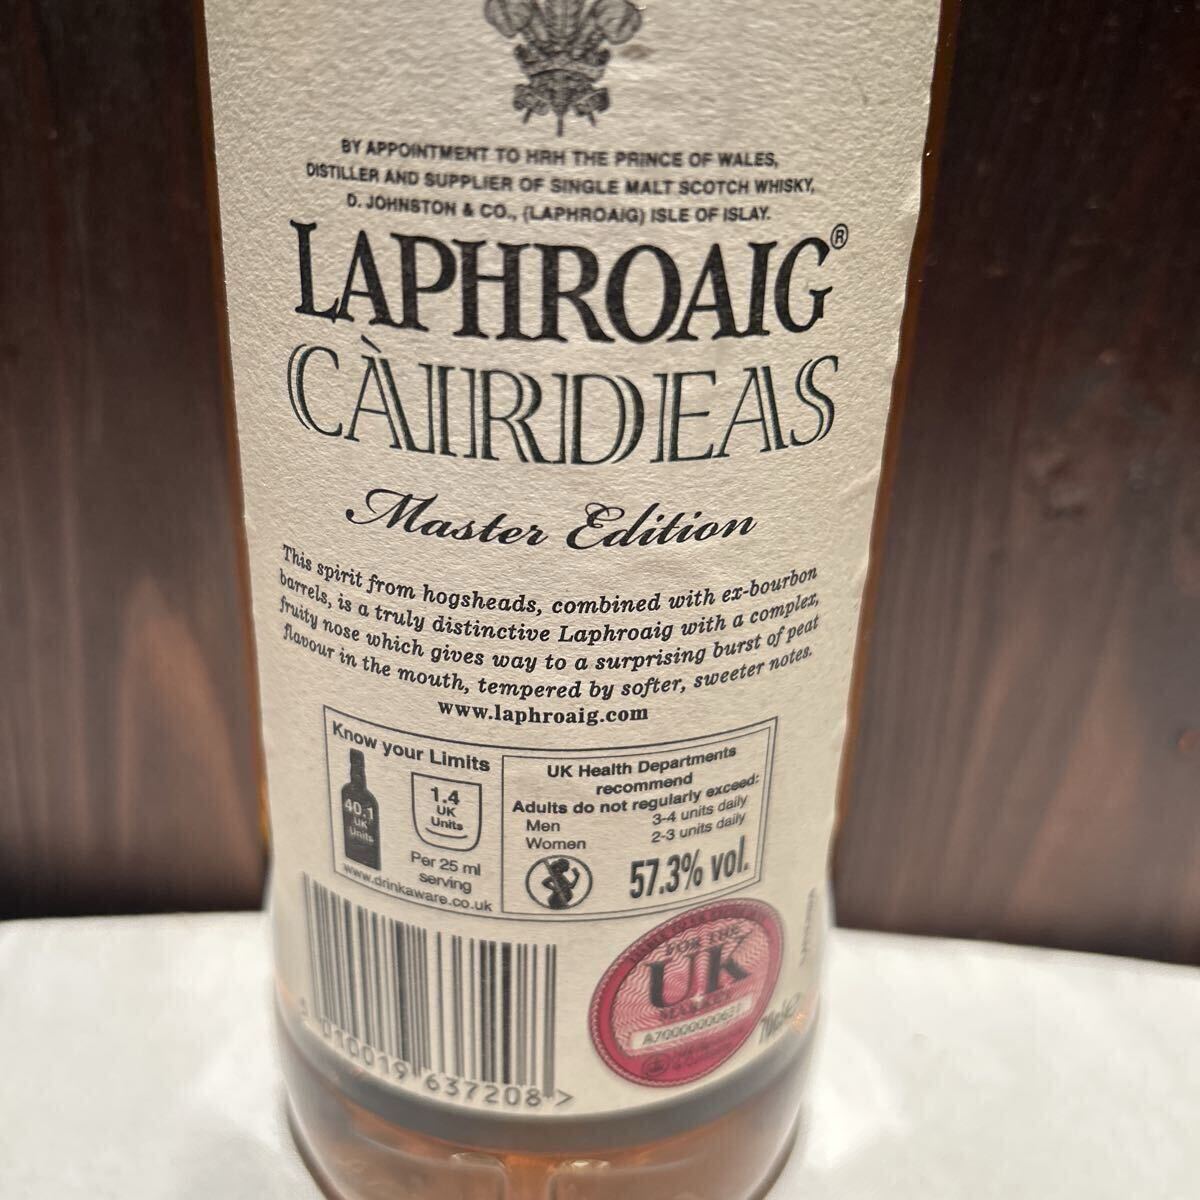 BY APPOINTMENT TO HRH THE PRINCE OF WALES,
DISTILLER AND SUPPLIER OF SINGLE MALT SCOTCH WHISKY,
D. JOHNSTON & CO., (LAPHROAIG) ISLE OF ISLAY.
LAPHROAIG®
CÀIRDEAS
Master Edition
This spirit from hogsheads, combined with ex-bourbon
barrels, is a truly distinctive Laphroaig with a complex,
fruity nose which gives way to a surprising burst of peat
flavour in the mouth, tempered by softer, sweeter notes.
www.laphroaig.com
Know your Limits
40.1
UK
Units
1.4
UK
Units
Per 25 ml
serving
www.drinkaware.co.uk
UK Health Departments
recommend
Adults do not regularly exceed:
Men 3-4 units daily
Women 2-3 units daily
57.3% vol.
FOR THE
UK
MARKET
70cl e
5 010019 637208 >